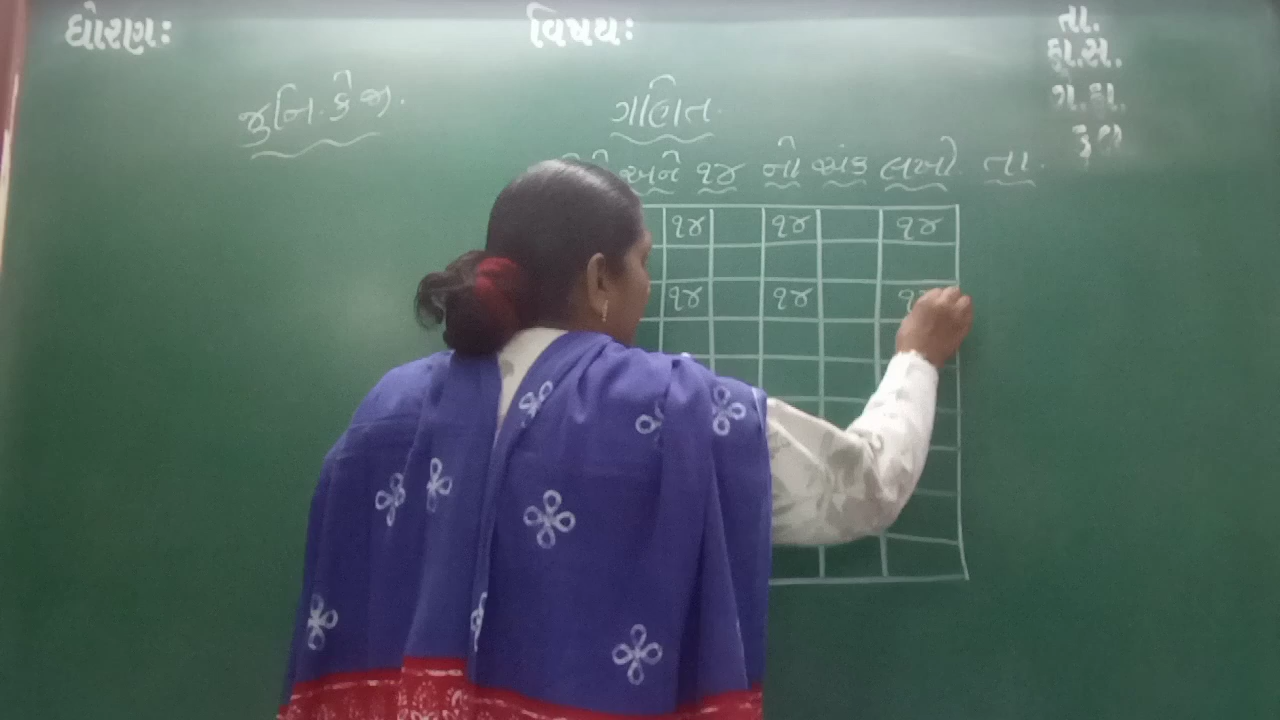 ધોરણ: વિષય: તા.
હા.સ.
ગ.હા.
કુલ
જુનિ. કેજી. ગણિત.
અને ૧૪ નો અંક લખો. તા.
૧૪ ૧૪ ૧૪
૧૪ ૧૪